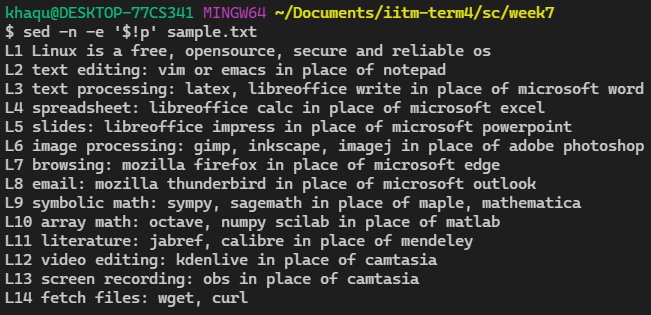 khaqu@DESKTOP-77CS341 MINGW64 ~/Documents/iitm-term4/sc/week7
$ sed -n -e '$!p' sample.txt
L1 Linux is a free, opensource, secure and reliable os
L2 text editing: vim or emacs in place of notepad
L3 text processing: latex, libreoffice write in place of microsoft word
L4 spreadsheet: libreoffice calc in place of microsoft excel
L5 slides: libreoffice impress in place of microsoft powerpoint
L6 image processing: gimp, inkscape, imagej in place of adobe photoshop
L7 browsing: mozilla firefox in place of microsoft edge
L8 email: mozilla thunderbird in place of microsoft outlook
L9 symbolic math: sympy, sagemath in place of maple, mathematica
L10 array math: octave, numpy scilab in place of matlab
L11 literature: jabref, calibre in place of mendeley
L12 video editing: kdenlive in place of camtasia
L13 screen recording: obs in place of camtasia
L14 fetch files: wget, curl